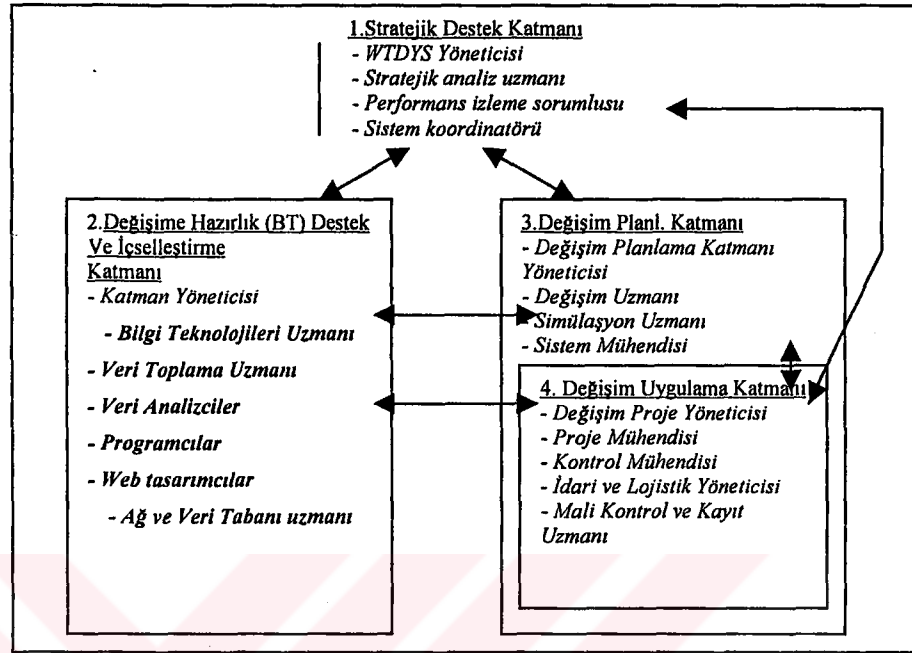 1.Stratejik Destek Katmanı
- WTDYS Yöneticisi
- Stratejik analiz uzmanı
- Performans izleme sorumlusu
- Sistem koordinatörü
2.Değişime Hazırlık (BT) Destek
Ve İçselleştirme
Katmanı
- Katman Yöneticisi
- Bilgi Teknolojileri Uzmanı
- Veri Toplama Uzmanı
- Veri Analizciler
- Programcılar
- Web tasarımcılar
- Ağ ve Veri Tabanı uzmanı
3.Değişim Planl. Katmanı
- Değişim Planlama Katmanı
Yöneticisi
- Değişim Uzmanı
- Simülasyon Uzmanı
- Sistem Mühendisi
4. Değişim Uygulama Katmanı
- Değişim Proje Yöneticisi
- Proje Mühendisi
- Kontrol Mühendisi
- İdari ve Lojistik Yöneticisi
- Mali Kontrol ve Kayıt
Uzmanı